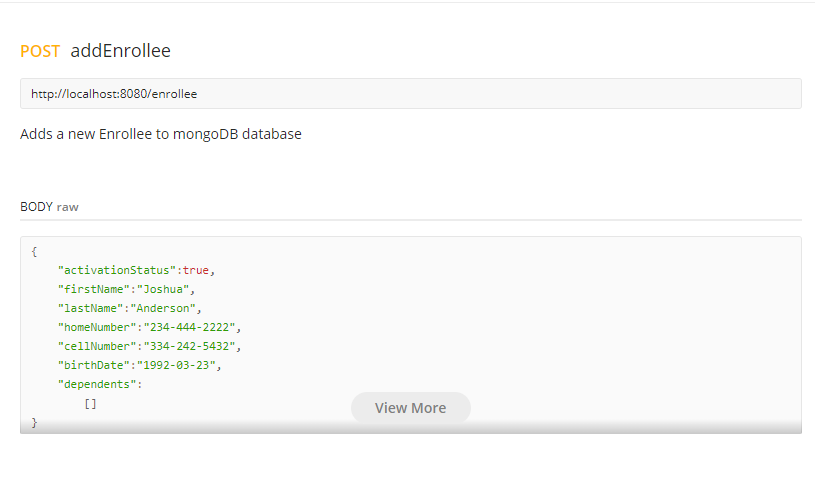 POST addEnrollee
http://localhost:8080/enrollee
Adds a new Enrollee to mongoDB database
BODY raw
{
    "activationStatus":true,
    "firstName":"Joshua",
    "lastName":"Anderson",
    "homeNumber":"234-444-2222",
    "cellNumber":"334-242-5432",
    "birthDate":"1992-03-23",
    "dependents":
        []
View More
}